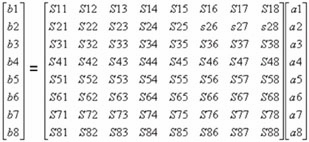 b1 S11 S12 S13 S14 S15 S16 S17 S18 a1
b2 S21 S22 S23 S24 S25 s26 s27 s28 a2
b3 S31 S32 S33 S34 S35 S36 S37 S38 a3
b4 = S41 S42 S43 S44 S45 S46 S47 S48 a4
b5 S51 S52 S53 S54 S55 S56 S57 S58 a5
b6 S61 S62 S63 S64 S65 S66 S67 S68 a6
b7 S71 S72 S73 S74 S75 S76 S77 S78 a7
b8 S81 S82 S83 S84 S85 S86 S87 S88 a8